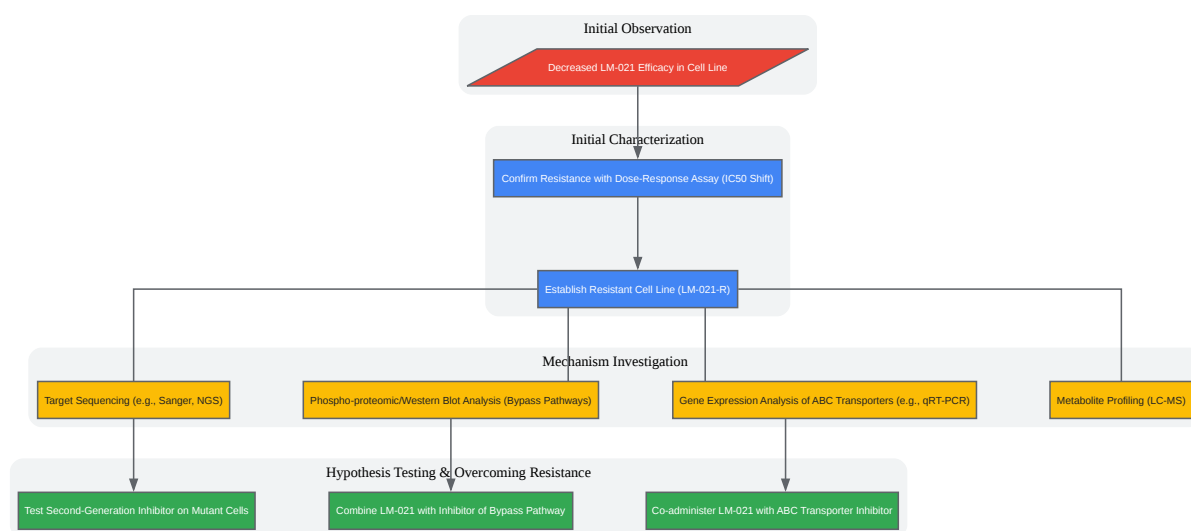 Initial Observation
Decreased LM-021 Efficacy in Cell Line
Initial Characterization
Confirm Resistance with Dose-Response Assay (IC50 Shift)
Establish Resistant Cell Line (LM-021-R)
Mechanism Investigation
Target Sequencing (e.g., Sanger, NGS)
Phospho-proteomic/Western Blot Analysis (Bypass Pathways)
Gene Expression Analysis of ABC Transporters (e.g., qRT-PCR)
Metabolite Profiling (LC-MS)
Hypothesis Testing & Overcoming Resistance
Test Second-Generation Inhibitor on Mutant Cells
Combine LM-021 with Inhibitor of Bypass Pathway
Co-administer LM-021 with ABC Transporter Inhibitor